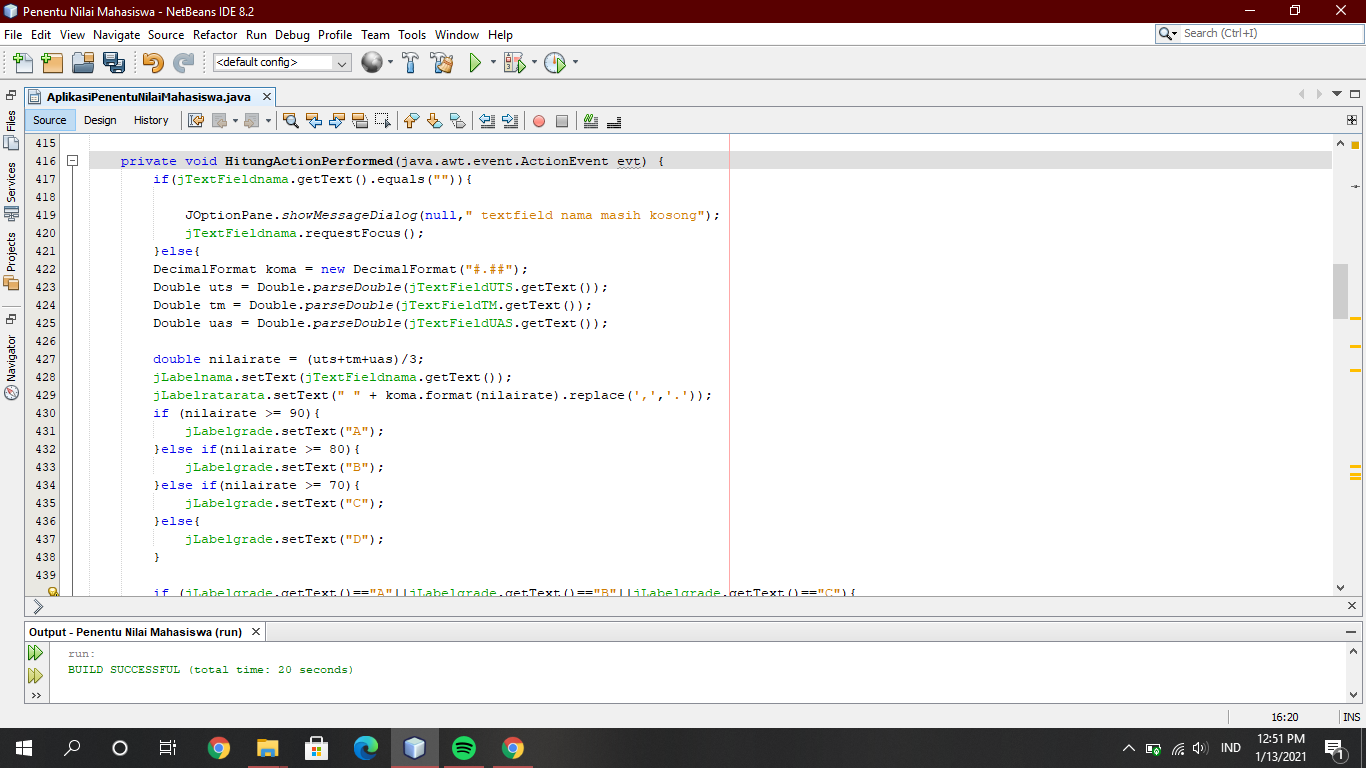 Penentu Nilai Mahasiswa - NetBeans IDE 8.2
File Edit View Navigate Source Refactor Run Debug Profile Team Tools Window Help
Search (Ctrl+I)
<default config>
AplikasiPenentuNilaiMahasiswa.java
Source Design History
Files
Services
Projects
Navigator
415
416 private void HitungActionPerformed(java.awt.event.ActionEvent evt) {
417 if(jTextFieldnama.getText().equals("")){
418
419 JOptionPane.showMessageDialog(null," textfield nama masih kosong");
420 jTextFieldnama.requestFocus();
421 }else{
422 DecimalFormat koma = new DecimalFormat("#.##");
423 Double uts = Double.parseDouble(jTextFieldUTS.getText());
424 Double tm = Double.parseDouble(jTextFieldTM.getText());
425 Double uas = Double.parseDouble(jTextFieldUAS.getText());
426
427 double nilairate = (uts+tm+uas)/3;
428 jLabelnama.setText(jTextFieldnama.getText());
429 jLabelratarata.setText(" " + koma.format(nilairate).replace(',','.'));
430 if (nilairate >= 90){
431 jLabelgrade.setText("A");
432 }else if(nilairate >= 80){
433 jLabelgrade.setText("B");
434 }else if(nilairate >= 70){
435 jLabelgrade.setText("C");
436 }else{
437 jLabelgrade.setText("D");
438 }
439
if (jLabelgrade.getText()=="A"||jLabelgrade.getText()=="B"||jLabelgrade.getText()=="C"){
Output - Penentu Nilai Mahasiswa (run)
run:
BUILD SUCCESSFUL (total time: 20 seconds)
16:20 INS
IND
12:51 PM
1/13/2021
1